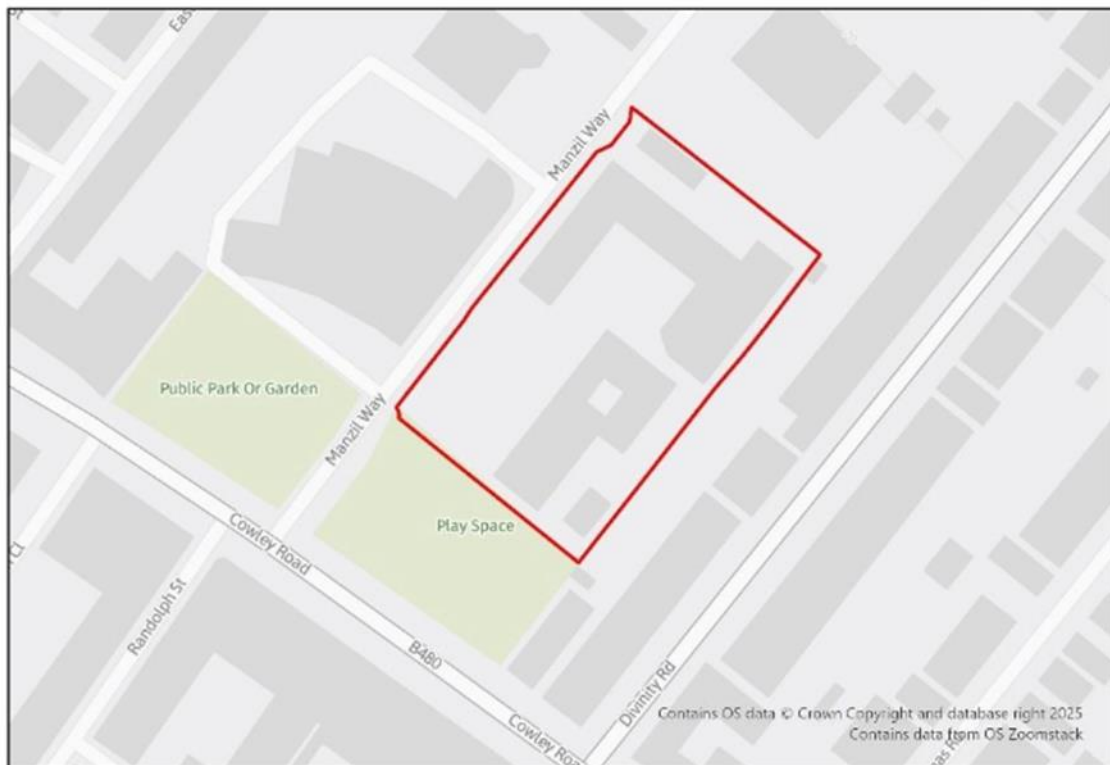 Manzil Way
Public Park Or Garden
Manzil Way
Play Space
Cowley Road
Randolph St
B480
Divinity Rd
Cowley Road
Contains OS data © Crown Copyright and database right 2025
Contains data from OS Zoomstack